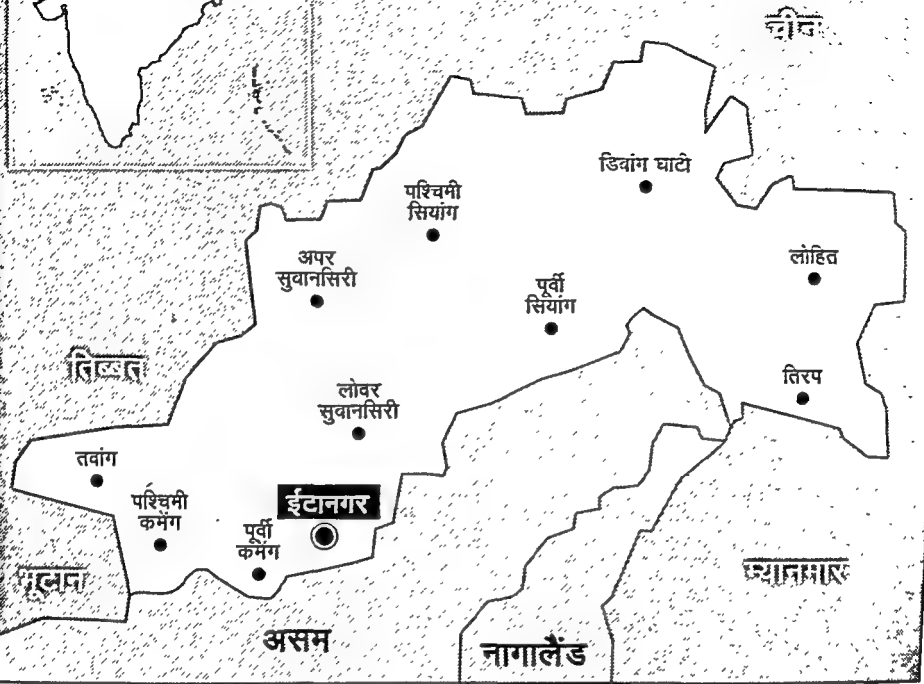 चीन
डिवांग घाटी
पश्चिमी
सियांग
अपर
सुवानसिरी
लोहित
पूर्वी
सियांग
तिब्बत
तिरप
लोवर
सुवानसिरी
तवांग
पश्चिमी
कमेंग
ईटानगर
पूर्वी
कमेंग
भूटान
म्यानमार
असम
नागालैंड